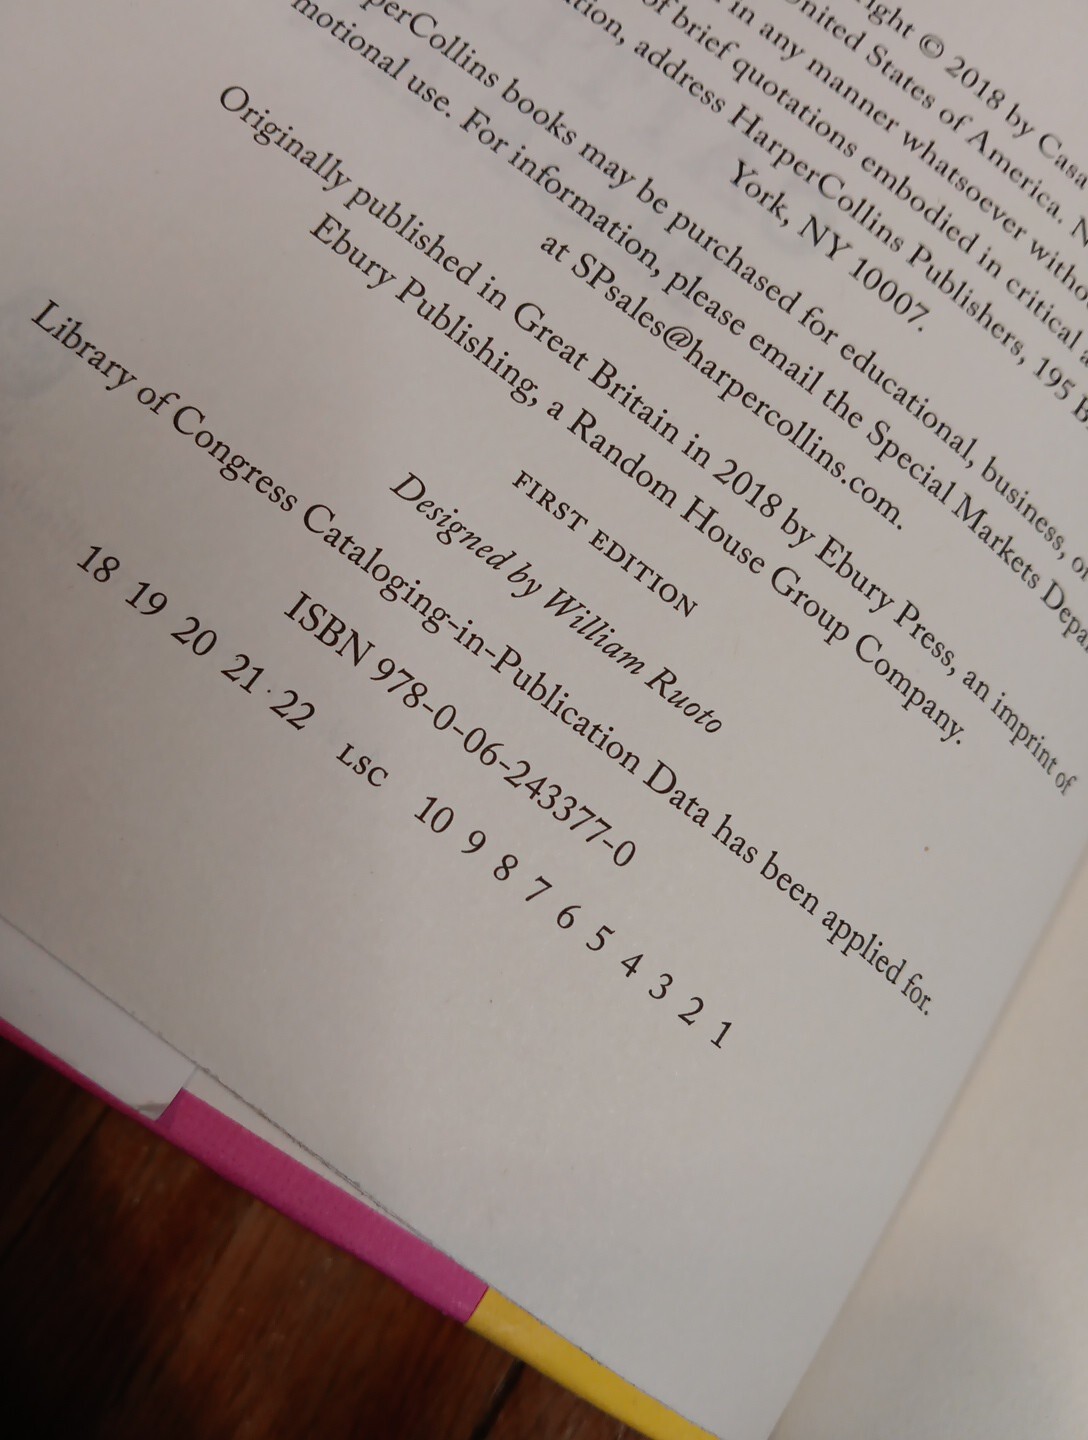 right © 2018 by Casa
United States of America. N
in any manner whatsoever witho
of brief quotations embodied in critical a
tion, address HarperCollins Publishers, 195 B
York, NY 10007.
perCollins books may be purchased for educational, business, or
motional use. For information, please email the Special Markets Depar
at SPsales@harpercollins.com.
Originally published in Great Britain in 2018 by Ebury Press, an imprint of
Ebury Publishing, a Random House Group Company.
FIRST EDITION
Designed by William Ruoto
Library of Congress Cataloging-in-Publication Data has been applied for.
ISBN 978-0-06-243377-0
18 19 20 21 22 LSC 10 9 8 7 6 5 4 3 2 1